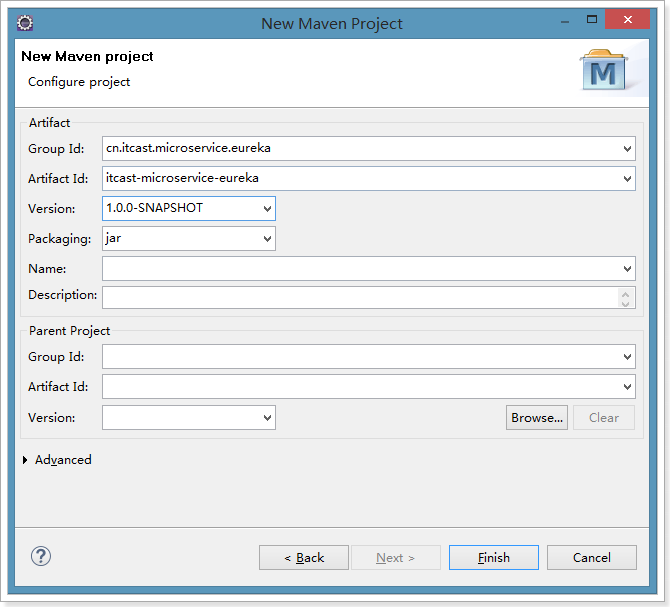 New Maven Project
New Maven project
Configure project
M
Artifact
Group Id: cn.itcast.microservice.eureka
Artifact Id: itcast-microservice-eureka
Version: 1.0.0-SNAPSHOT
Packaging: jar
Name:
Description:
Parent Project
Group Id:
Artifact Id:
Version: Browse... Clear
Advanced
? < Back Next > Finish Cancel